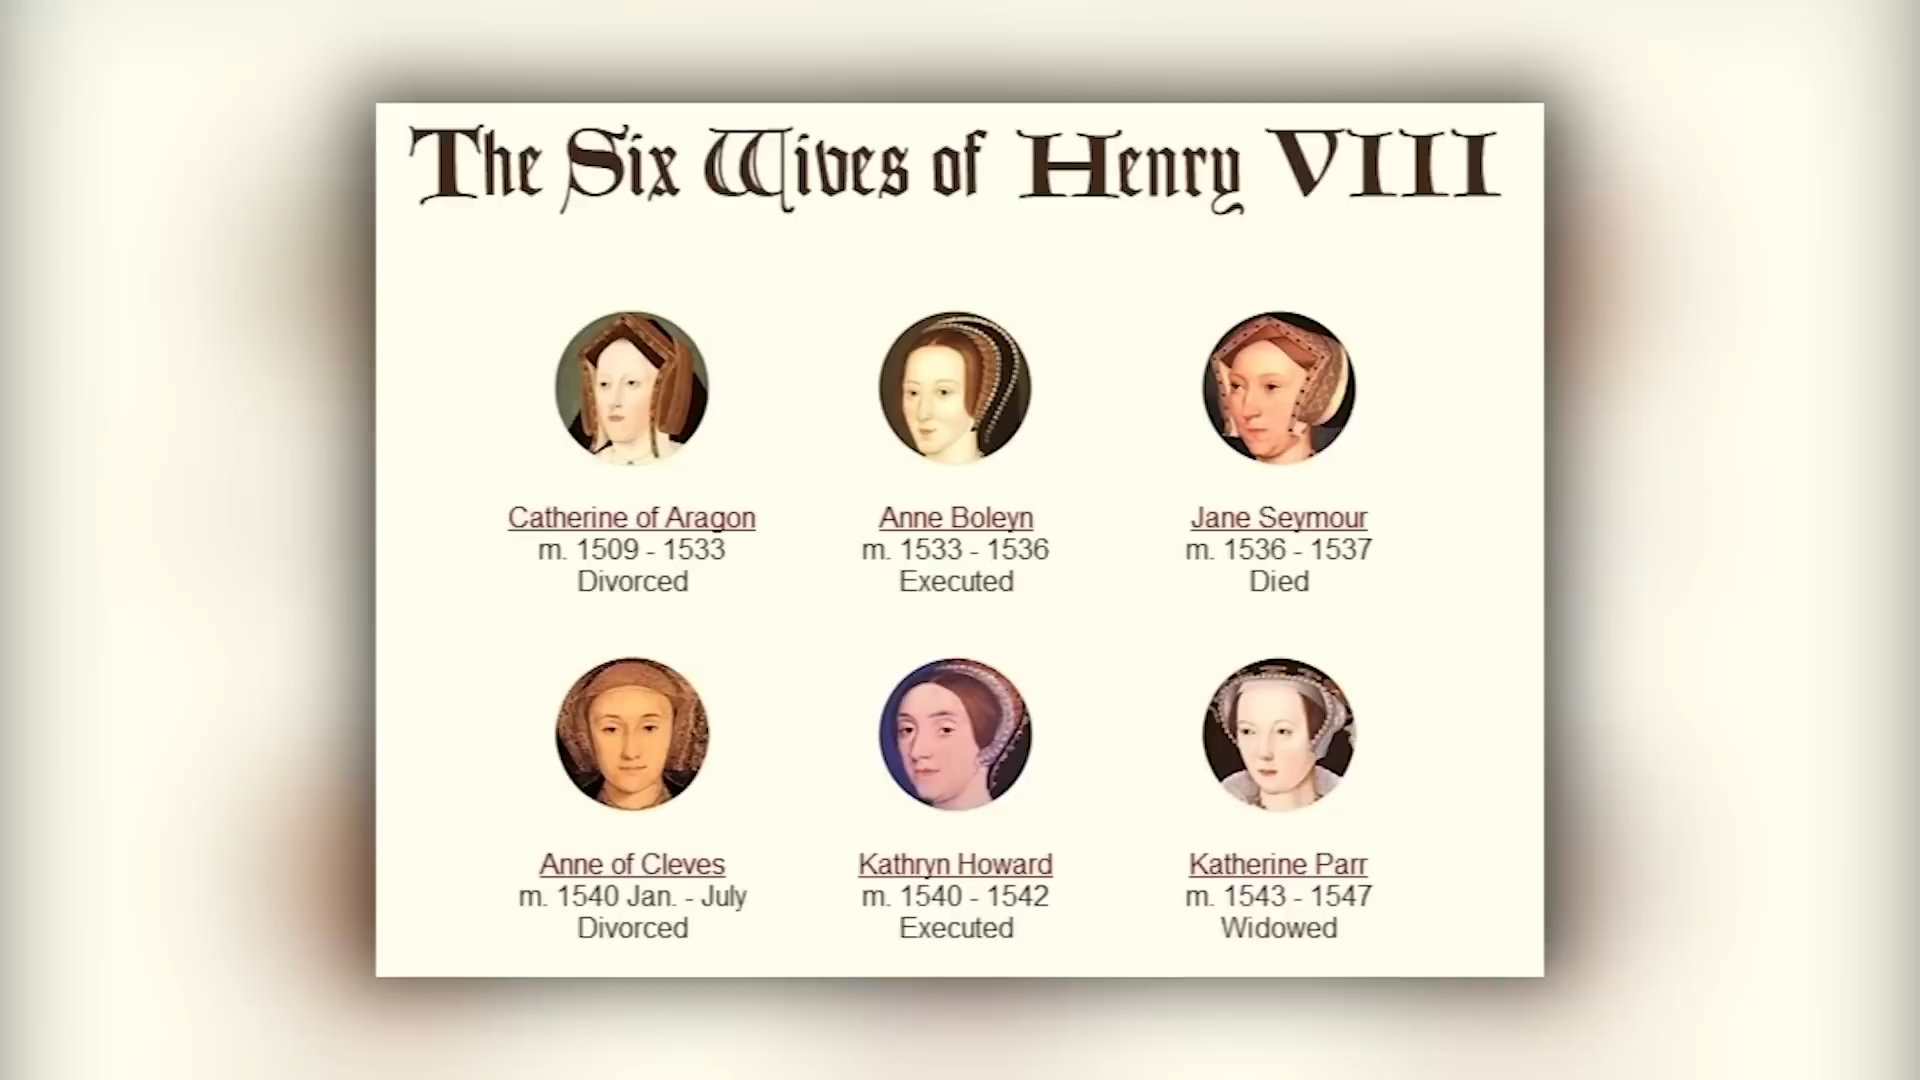 The Six Wives of Henry VIII
Catherine of Aragon
m. 1509 - 1533
Divorced
Anne Boleyn
m. 1533 - 1536
Executed
Jane Seymour
m. 1536 - 1537
Died
Anne of Cleves
m. 1540 Jan. - July
Divorced
Kathryn Howard
m. 1540 - 1542
Executed
Katherine Parr
m. 1543 - 1547
Widowed